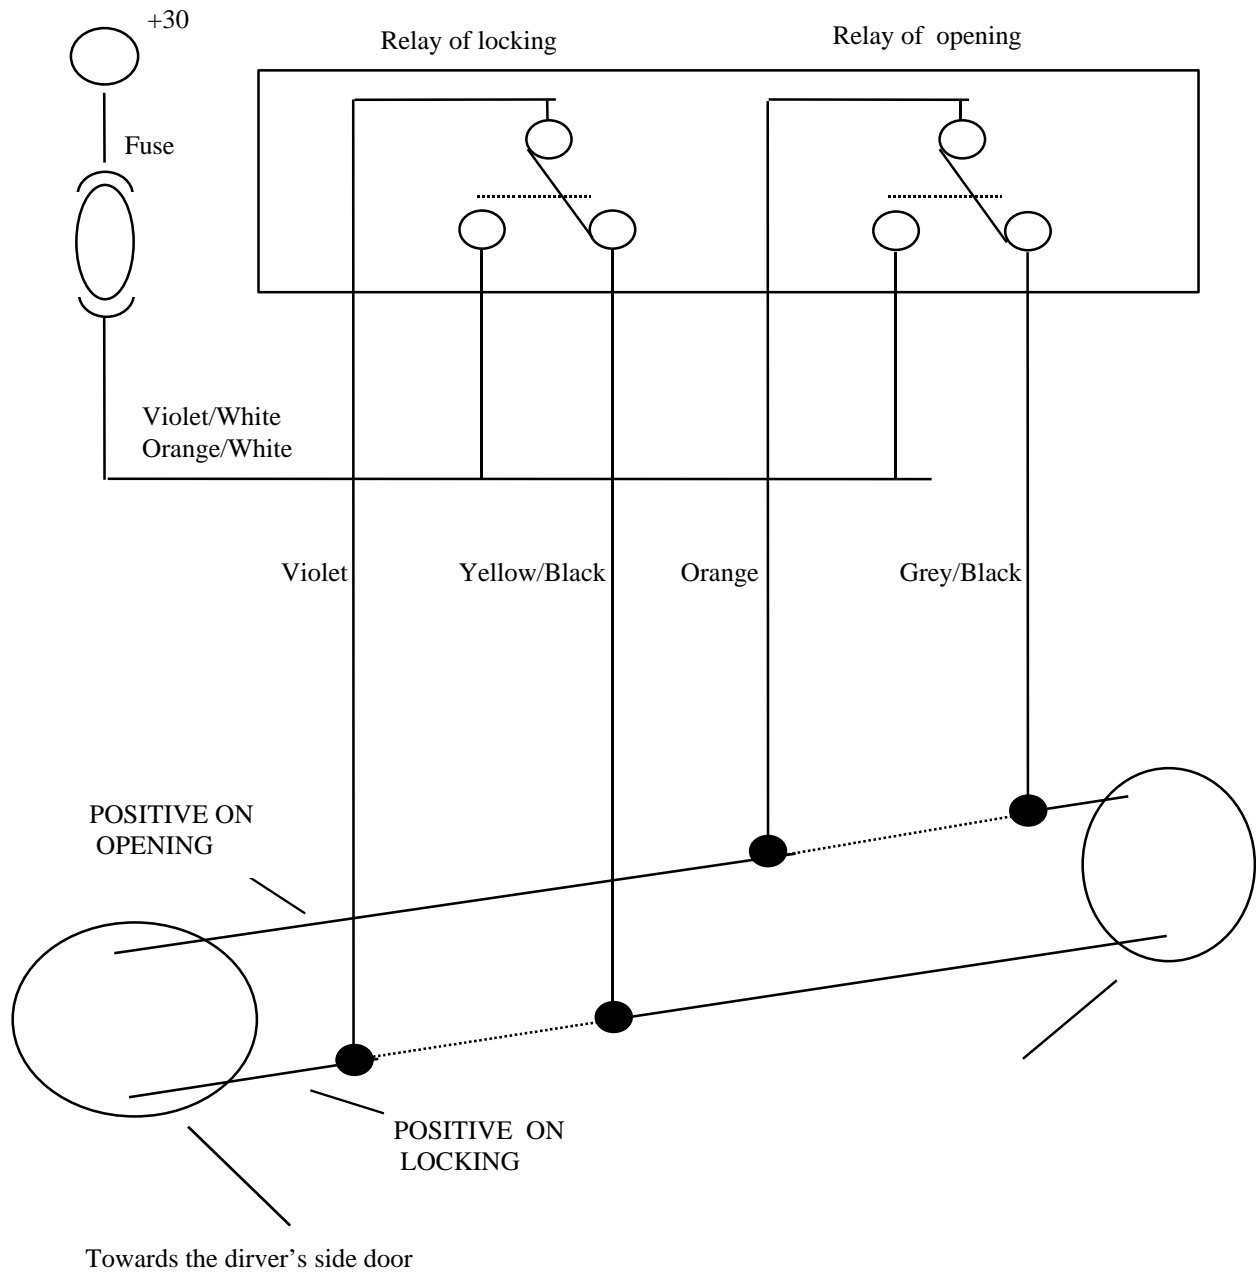 +30
Relay of locking
Relay of  opening
Fuse
Violet/White
Orange/White
Violet
Yellow/Black
Orange
Grey/Black
POSITIVE ON
OPENING
POSITIVE  ON
LOCKING
Towards the dirver's side door